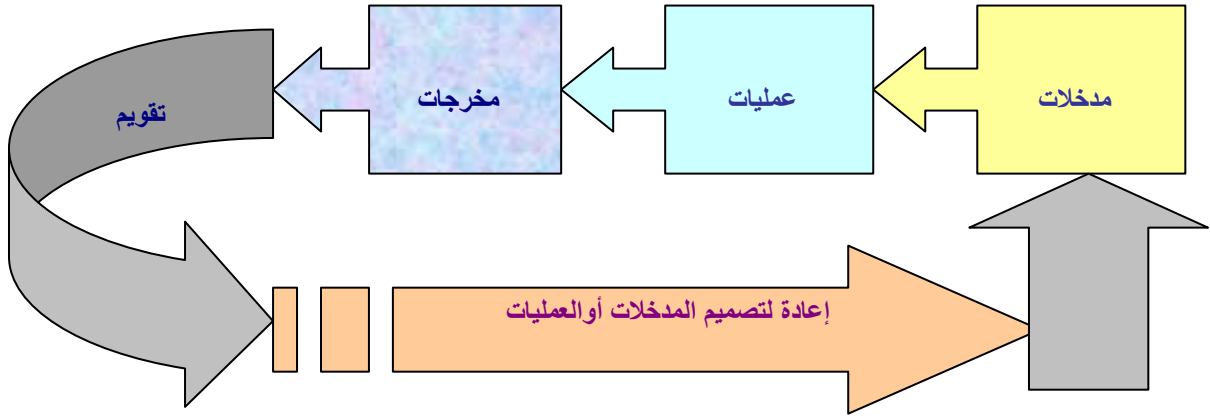 مدخلات
عمليات
مخرجات
تقويم
إعادة لتصميم المدخلات أوالعمليات